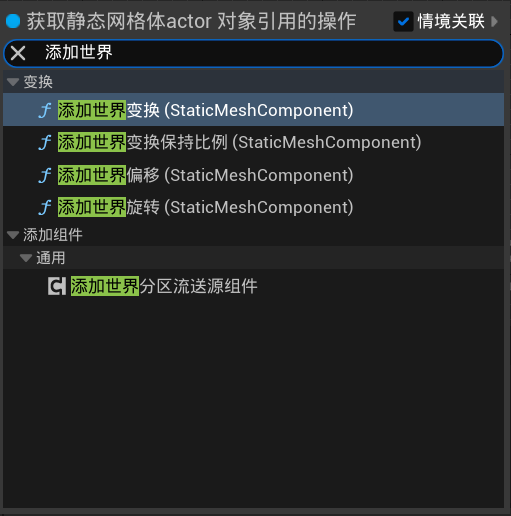 获取静态网格体actor 对象引用的操作 情境关联
添加世界
变换
添加世界变换 (StaticMeshComponent)
添加世界变换保持比例 (StaticMeshComponent)
添加世界偏移 (StaticMeshComponent)
添加世界旋转 (StaticMeshComponent)
添加组件
通用
添加世界分区流送源组件